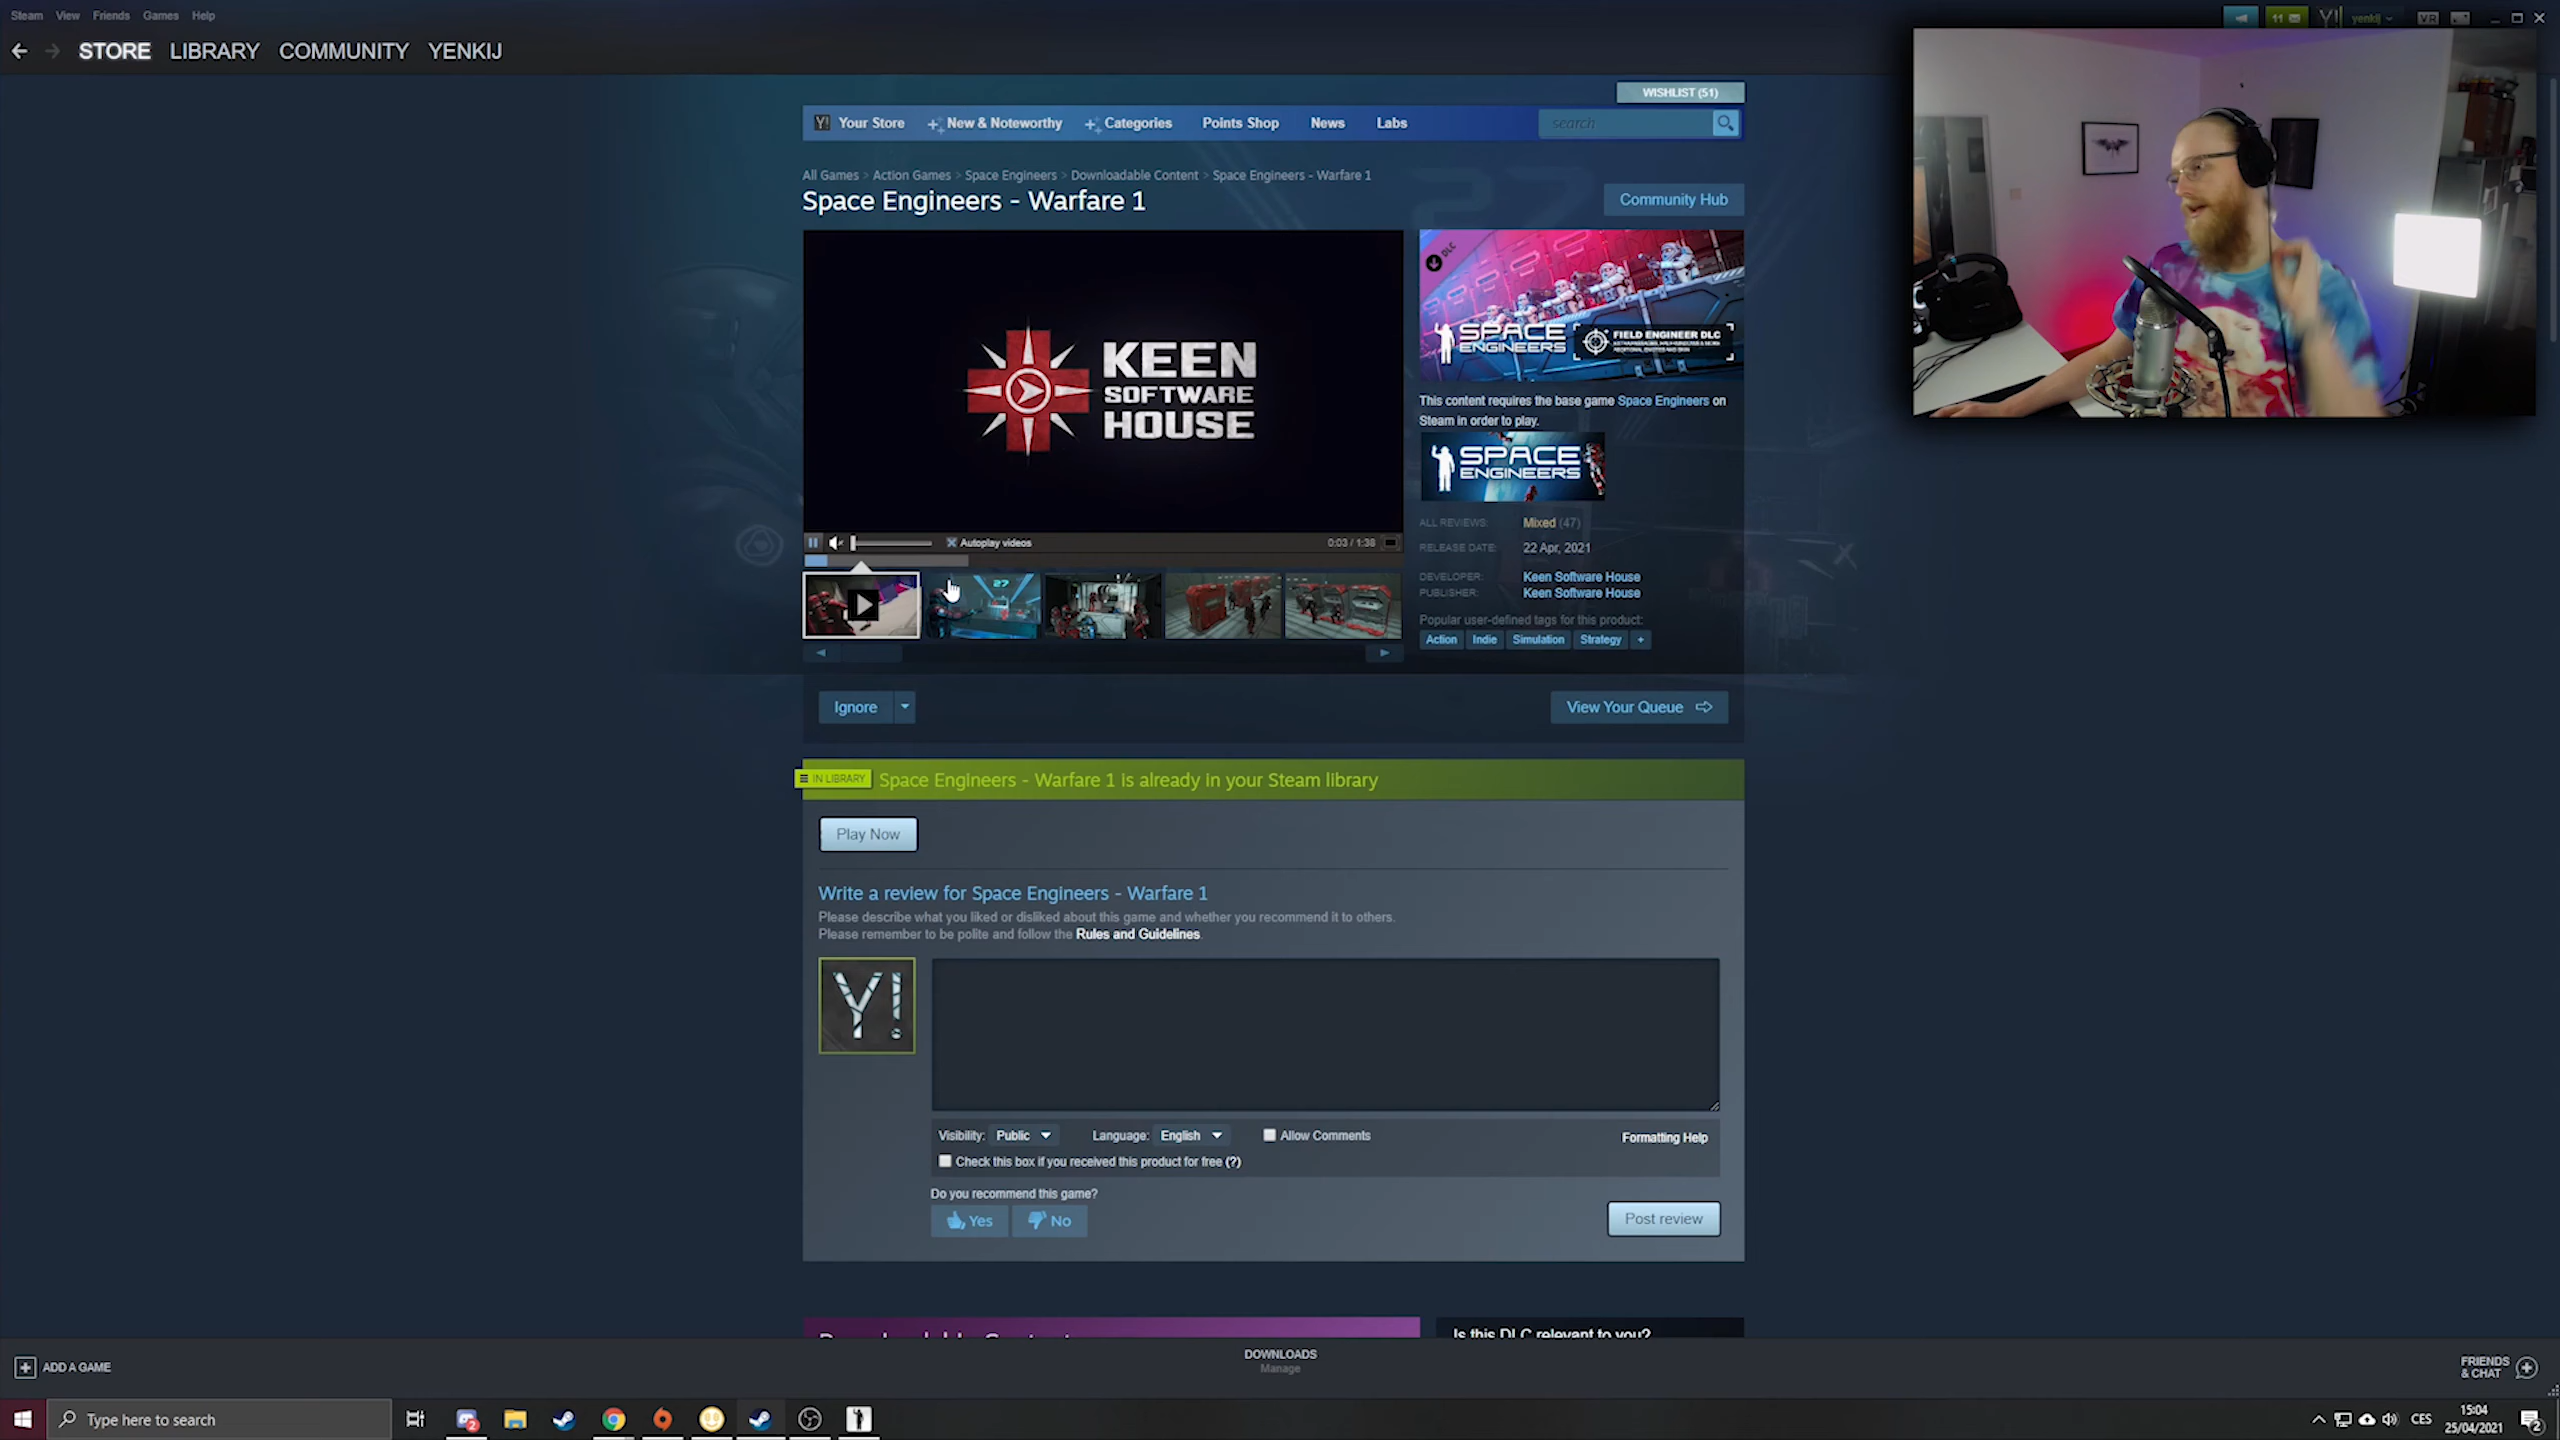 Steam View Friends Games Help
11 yenkij VR
STORE LIBRARY COMMUNITY YENKIJ
WISHLIST (51)
Y! Your Store New & Noteworthy Categories Points Shop News Labs search
All Games > Action Games > Space Engineers > Downloadable Content > Space Engineers - Warfare 1
Space Engineers - Warfare 1
Community Hub
KEEN
SOFTWARE
HOUSE
DLC
SPACE
ENGINEERS
FIELD ENGINEER DLC
This content requires the base game Space Engineers on
Steam in order to play.
SPACE
ENGINEERS
ALL REVIEWS: Mixed (47)
RELEASE DATE: 22 Apr, 2021
DEVELOPER: Keen Software House
PUBLISHER: Keen Software House
Popular user-defined tags for this product:
Action Indie Simulation Strategy +
Autoplay videos 0:03 / 1:38
27
Ignore
View Your Queue
IN LIBRARY Space Engineers - Warfare 1 is already in your Steam library
Play Now
Write a review for Space Engineers - Warfare 1
Please describe what you liked or disliked about this game and whether you recommend it to others.
Please remember to be polite and follow the Rules and Guidelines.
Y!
Visibility: Public Language: English Allow Comments Formatting Help
Check this box if you received this product for free (?)
Do you recommend this game?
Yes No
Post review
Is this DLC relevant to you?
ADD A GAME
DOWNLOADS
Manage
FRIENDS
& CHAT
Type here to search
CES
15:04
25/04/2021
2